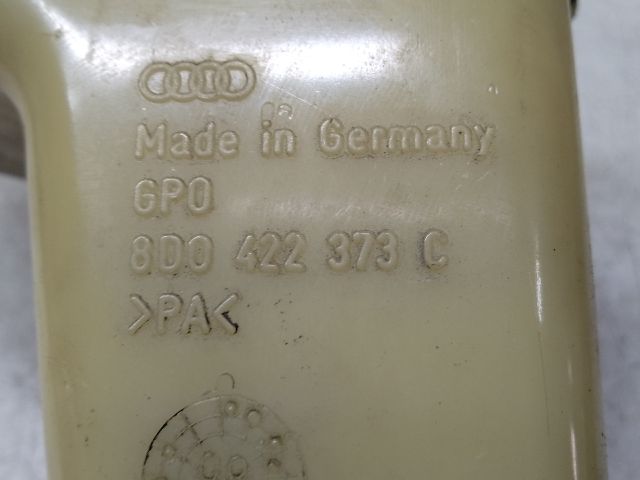 Made in Germany
GPO
8D0 422 373 C
>PA<